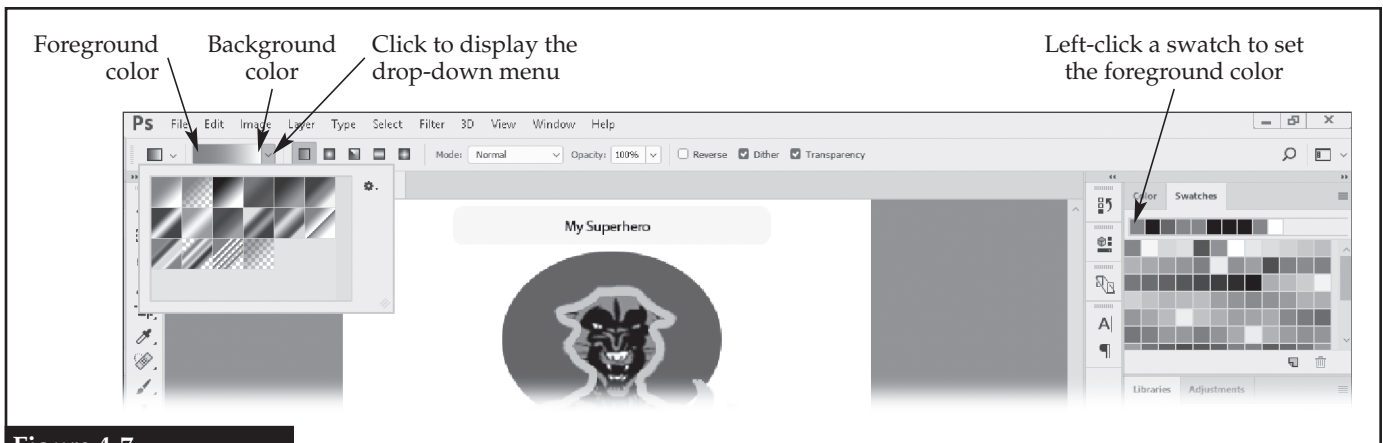 Foreground color
Background color
Click to display the drop-down menu
Left-click a swatch to set the foreground color
Ps File Edit Image Layer Type Select Filter 3D View Window Help
Mode: Normal Opacity: 100% Reverse Dither Transparency
Color Swatches
My Superhero
A
Libraries Adjustments
Figure 4-7